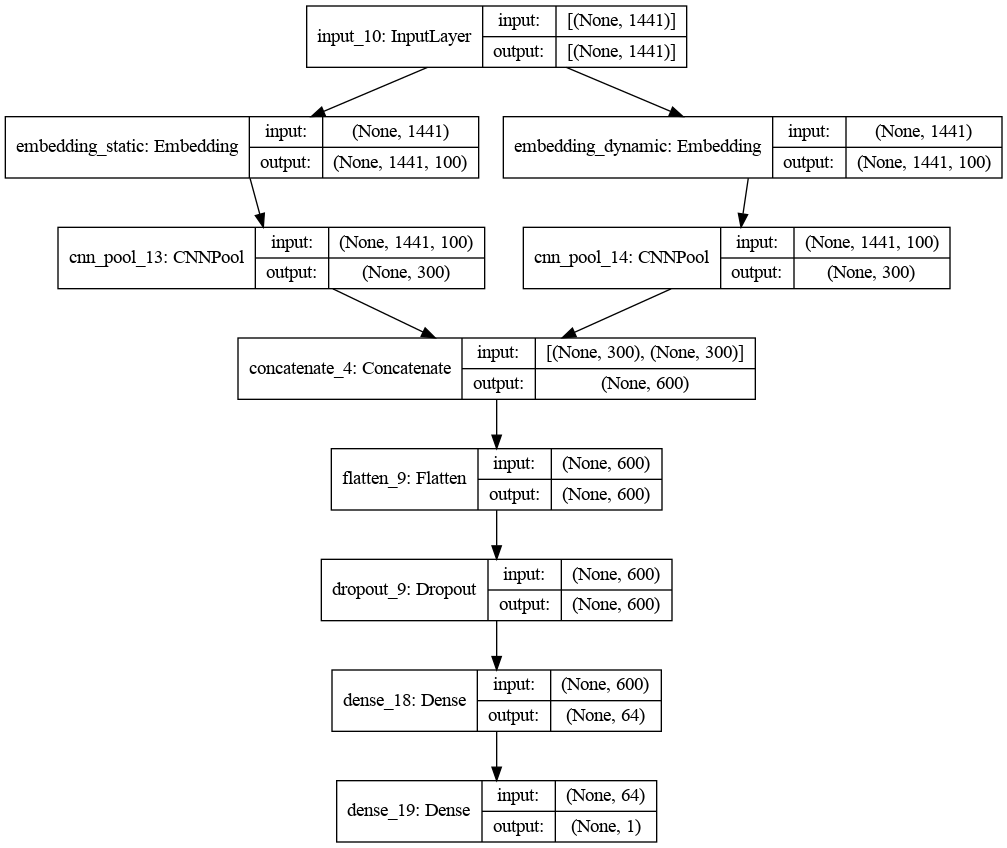 input_10: InputLayer
input: [(None, 1441)]
output: [(None, 1441)]
embedding_static: Embedding
input: (None, 1441)
output: (None, 1441, 100)
embedding_dynamic: Embedding
input: (None, 1441)
output: (None, 1441, 100)
cnn_pool_13: CNNPool
input: (None, 1441, 100)
output: (None, 300)
cnn_pool_14: CNNPool
input: (None, 1441, 100)
output: (None, 300)
concatenate_4: Concatenate
input: [(None, 300), (None, 300)]
output: (None, 600)
flatten_9: Flatten
input: (None, 600)
output: (None, 600)
dropout_9: Dropout
input: (None, 600)
output: (None, 600)
dense_18: Dense
input: (None, 600)
output: (None, 64)
dense_19: Dense
input: (None, 64)
output: (None, 1)